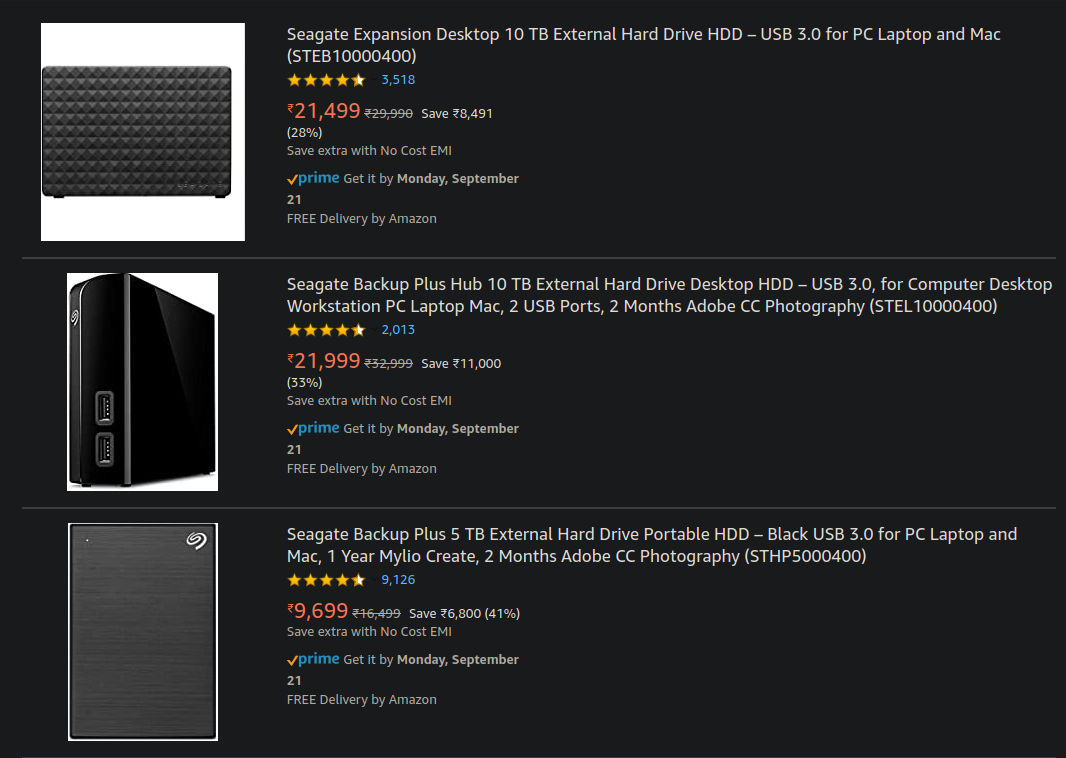 Seagate Expansion Desktop 10 TB External Hard Drive HDD – USB 3.0 for PC Laptop and Mac
(STEB10000400)
3,518
₹21,499 ₹29,990 Save ₹8,491
(28%)
Save extra with No Cost EMI
prime Get it by Monday, September
21
FREE Delivery by Amazon
Seagate Backup Plus Hub 10 TB External Hard Drive Desktop HDD – USB 3.0, for Computer Desktop
Workstation PC Laptop Mac, 2 USB Ports, 2 Months Adobe CC Photography (STEL10000400)
2,013
₹21,999 ₹32,999 Save ₹11,000
(33%)
Save extra with No Cost EMI
prime Get it by Monday, September
21
FREE Delivery by Amazon
Seagate Backup Plus 5 TB External Hard Drive Portable HDD – Black USB 3.0 for PC Laptop and
Mac, 1 Year Mylio Create, 2 Months Adobe CC Photography (STHP5000400)
9,126
₹9,699 ₹16,499 Save ₹6,800 (41%)
Save extra with No Cost EMI
prime Get it by Monday, September
21
FREE Delivery by Amazon